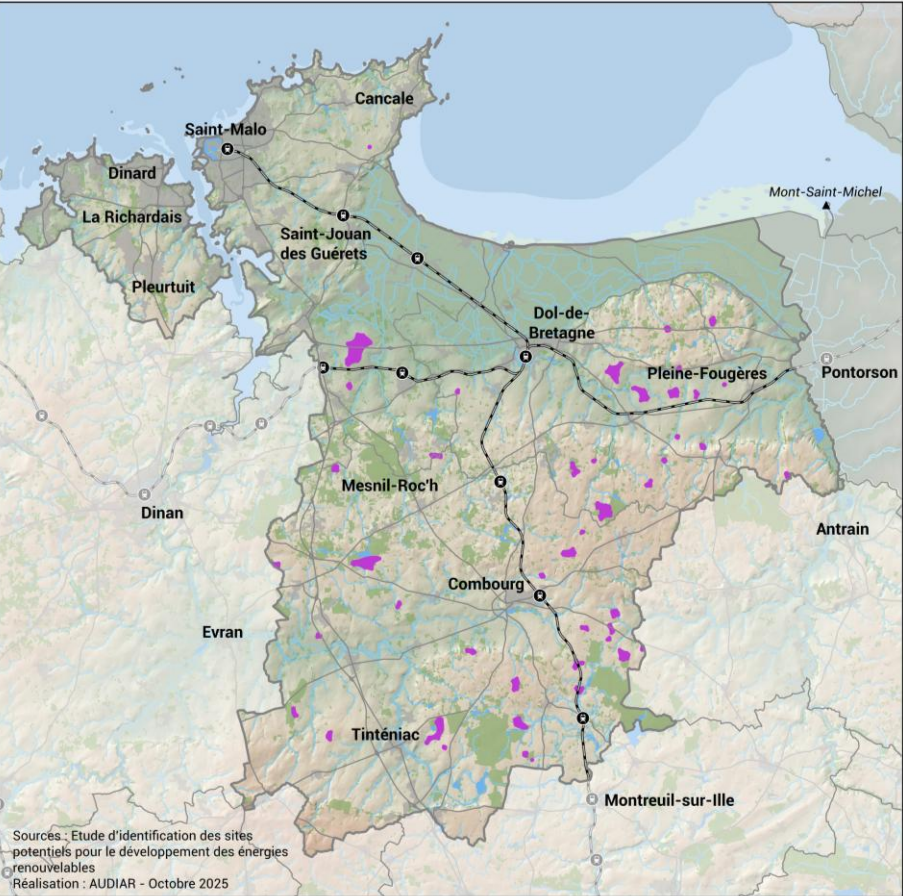 Cancale
Saint-Malo
Dinard
Mont-Saint-Michel
La Richardais
Saint-Jouan
des Guérets
Pleurtuit
Dol-de-
Bretagne
Pleine-Fougères
Pontorson
Mesnil-Roc'h
Dinan
Antrain
Combourg
Evran
Tinténiac
Montreuil-sur-Ille
Sources : Etude d'identification des sites
potentiels pour le développement des énergies
renouvelables
Réalisation : AUDIAR - Octobre 2025